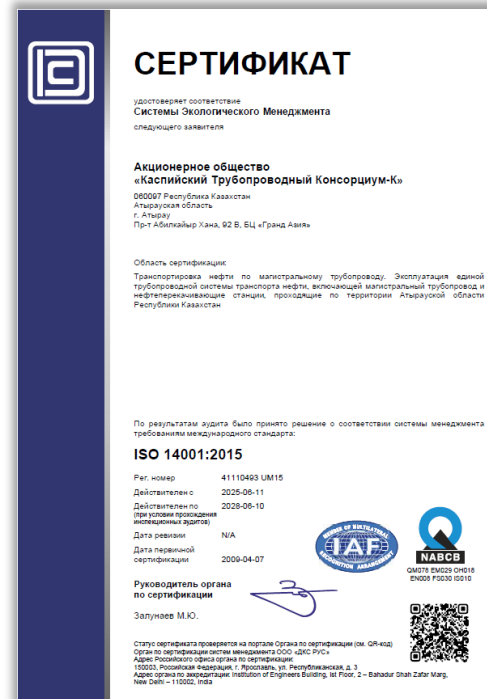 СЕРТИФИКАТ
удостоверяет соответствие
Системы Экологического Менеджмента
следующего заявителя
Акционерное общество
«Каспийский Трубопроводный Консорциум-К»
060097 Республика Казахстан
Атырауская область
г. Атырау
Пр-т Абилкайыр Хана, 92 В, БЦ «Гранд Азия»
Область сертификации:
Транспортировка нефти по магистральному трубопроводу. Эксплуатация единой
трубопроводной системы транспорта нефти, включающей магистральный трубопровод и
нефтеперекачивающие станции, проходящие по территории Атырауской области
Республики Казахстан
По результатам аудита было принято решение о соответствии системы менеджмента
требованиям международного стандарта:
ISO 14001:2015
Рег. номер 41110493 UM15
Действителен с 2025-06-11
Действителен по 2028-06-10
(при условии прохождения
инспекционных аудитов)
Дата ревизии N/A
Дата первичной
сертификации 2009-04-07
MEMBER OF MULTILATERAL
IAF
RECOGNITION ARRANGEMENT
NABCB
QM076 EM029 OH018
EN008 FS030 IS010
Руководитель органа
по сертификации
Залунаев М.Ю.
Статус сертификата проверяется на портале Органа по сертификации (см. QR-код)
Орган по сертификации систем менеджмента ООО «ДКС РУС»
Адрес Российского офиса органа по сертификации:
150003, Российская Федерация, г. Ярославль, ул. Республиканская, д. 3
Адрес органа по аккредитации: Institution of Engineers Building, Ist Floor, 2 – Bahadur Shah Zafar Marg,
New Delhi – 110002, India